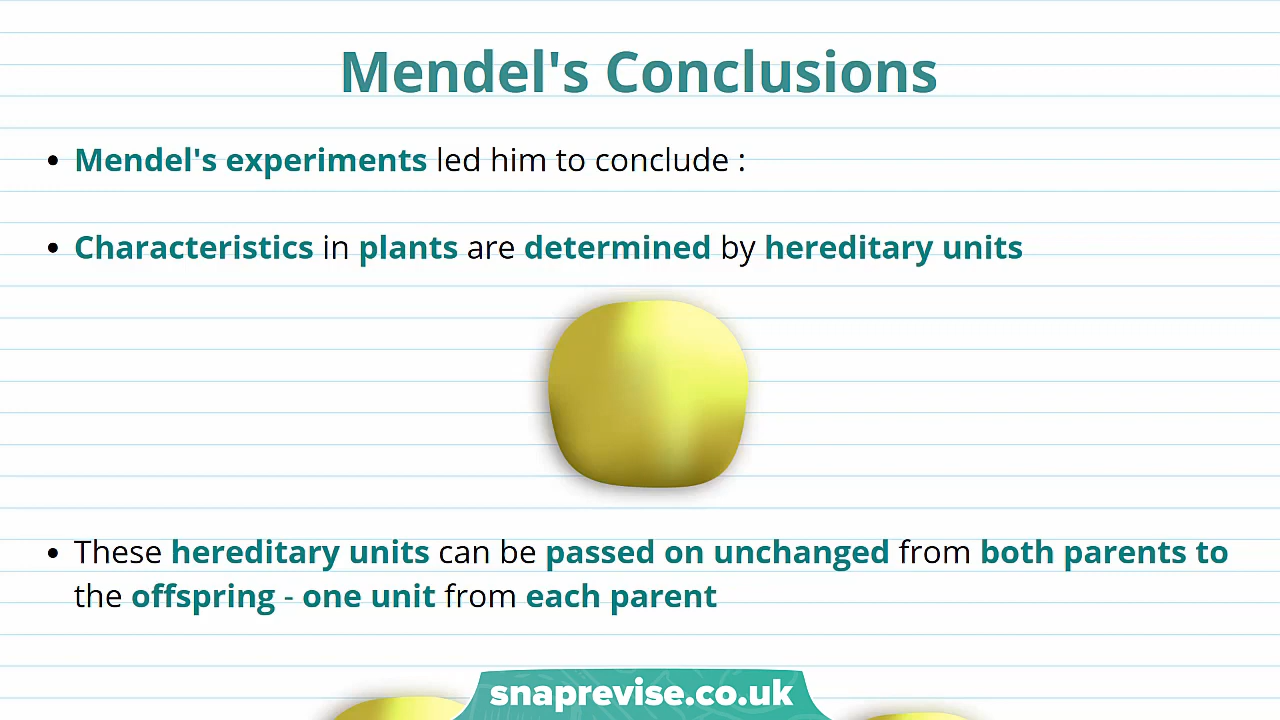 Mendel's Conclusions
• Mendel's experiments led him to conclude :
• Characteristics in plants are determined by hereditary units
• These hereditary units can be passed on unchanged from both parents to
the offspring - one unit from each parent
snaprevise.co.uk